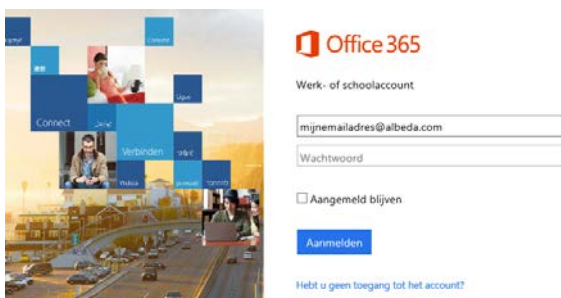 Connect
Verbinden
Office 365
Werk- of schoolaccount
mijnemailadres@albeda.com
Wachtwoord
Aangemeld blijven
Aanmelden
Hebt u geen toegang tot het account?